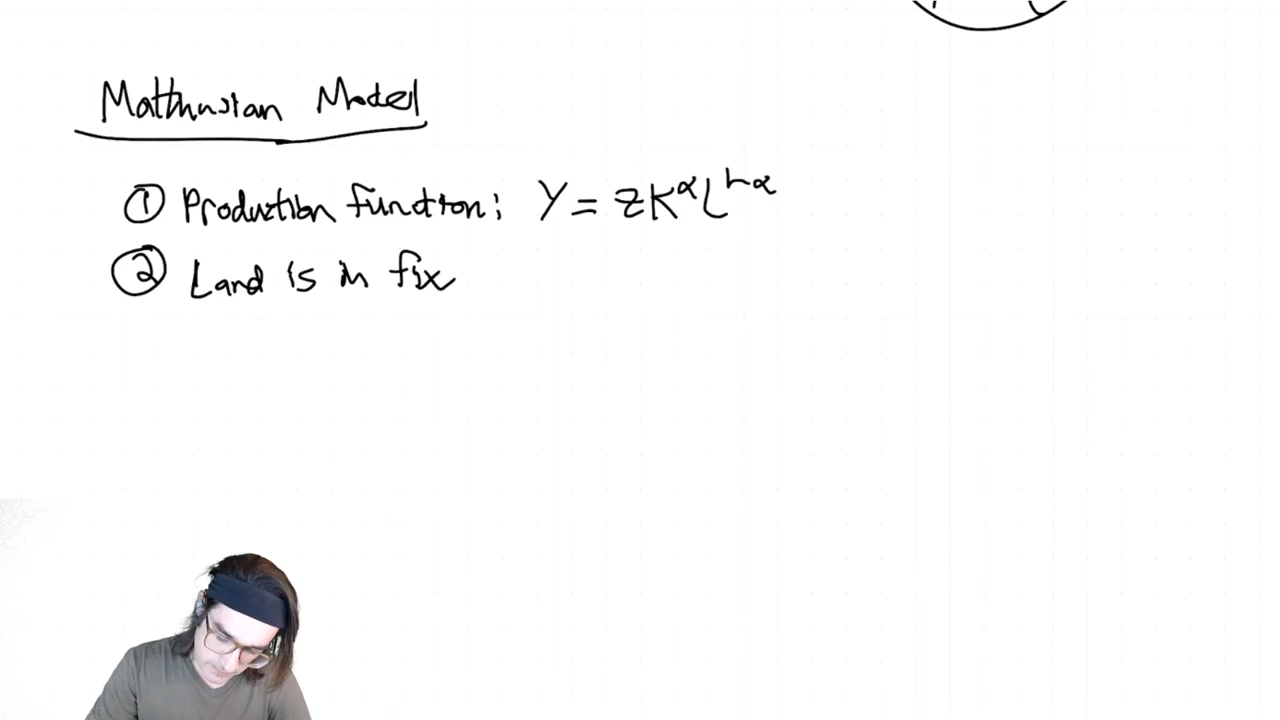 Malthusian Model
① Production function: Y = ZK^α L^1-α
② Land is in fix